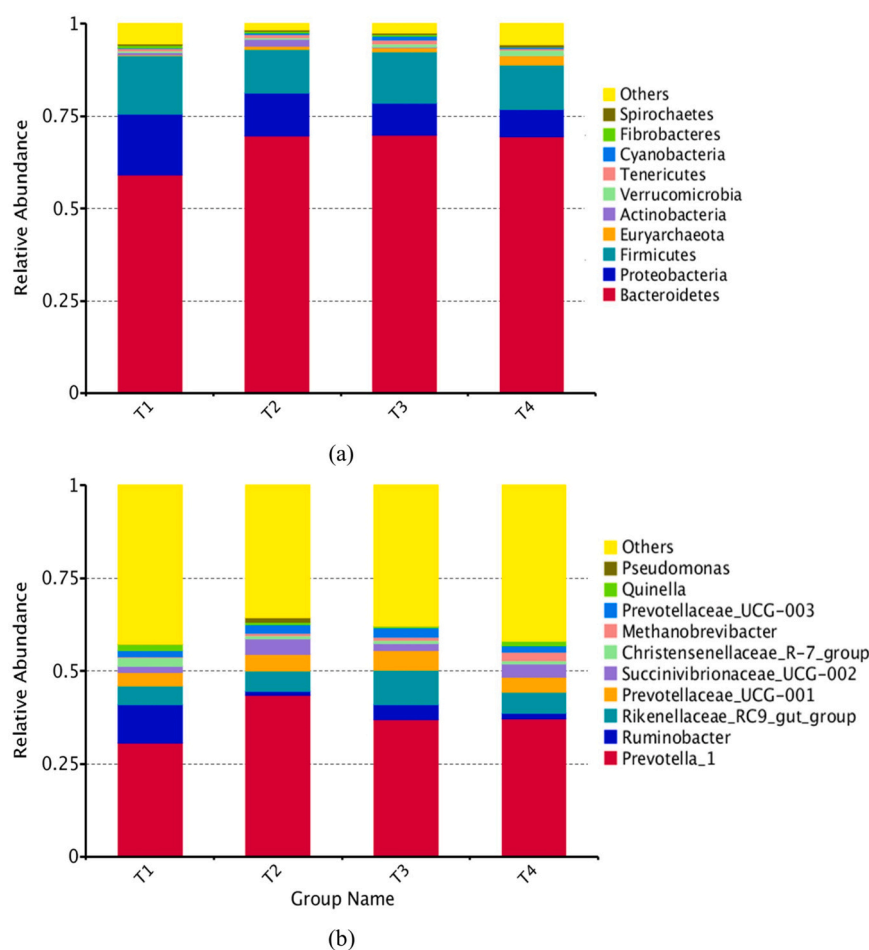 1
0.75
0.5
0.25
0
Relative Abundance
T1
T2
T3
T4
Others
Spirochaetes
Fibrobacteres
Cyanobacteria
Tenericutes
Verrucomicrobia
Actinobacteria
Euryarchaeota
Firmicutes
Proteobacteria
Bacteroidetes
(a)
1
0.75
0.5
0.25
0
Relative Abundance
T1
T2
T3
T4
Group Name
Others
Pseudomonas
Quinella
Prevotellaceae_UCG-003
Methanobrevibacter
Christensenellaceae_R-7_group
Succinivibrionaceae_UCG-002
Prevotellaceae_UCG-001
Rikenellaceae_RC9_gut_group
Ruminobacter
Prevotella_1
(b)